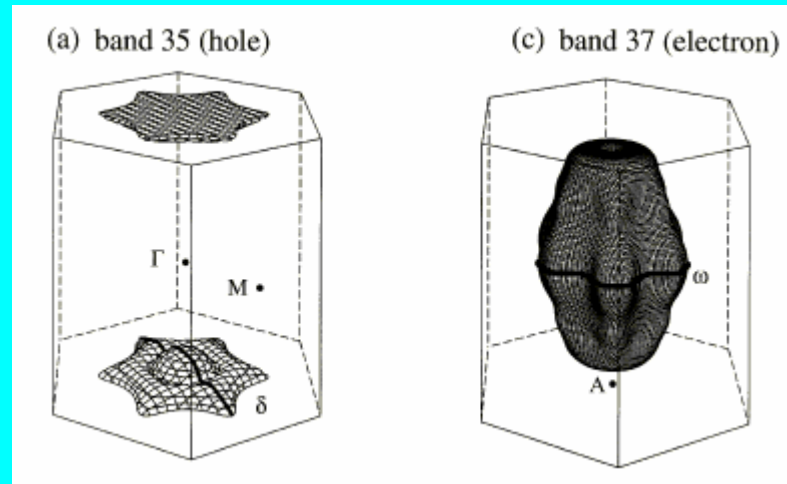 (a) band 35 (hole)
(c) band 37 (electron)
Γ
M
ω
A
δ